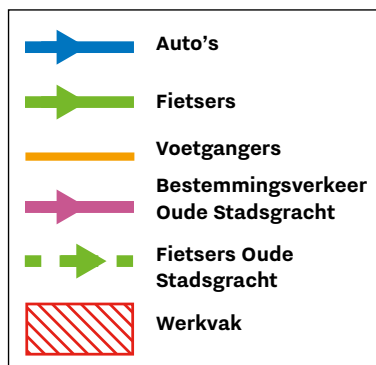 Auto’s
Fietsers
Voetgangers
Bestemmingsverkeer
Oude Stadsgracht
Fietsers Oude
Stadsgracht
Werkvak